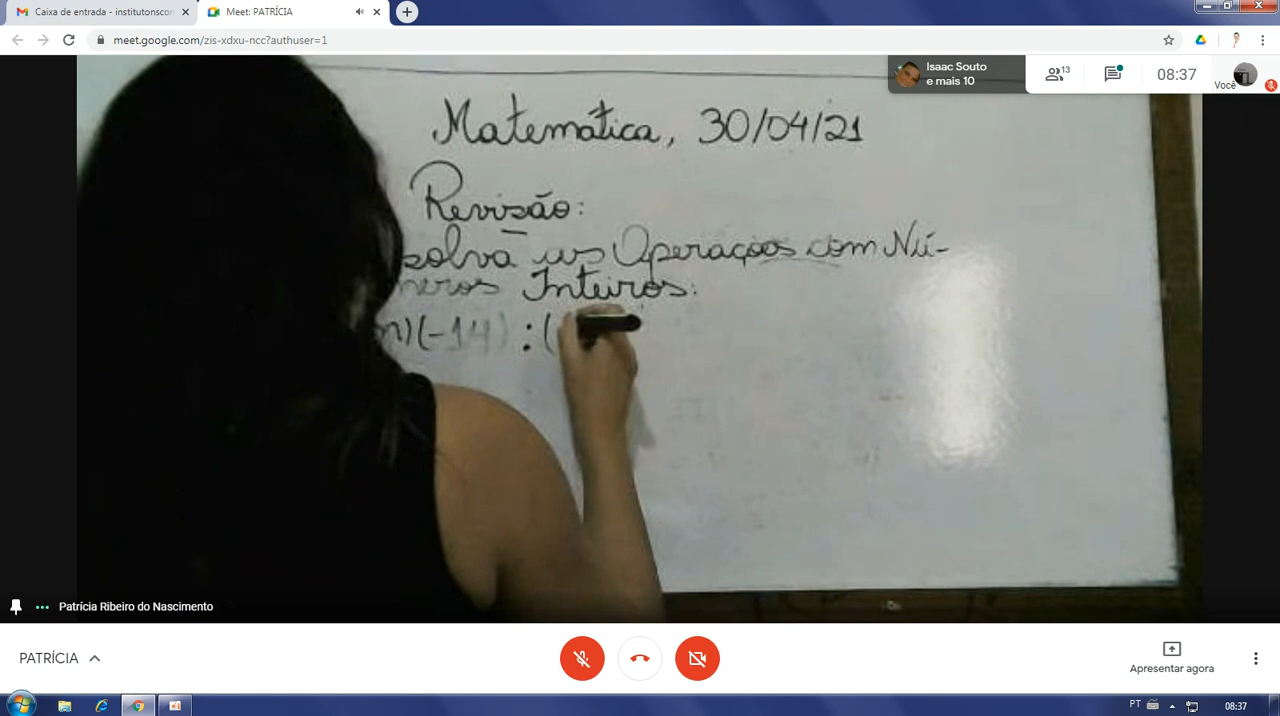 Caixa de entrada - institutonscon
Meet: PATRÍCIA
meet.google.com/zis-xdxu-ncc?authuser=1
Isaac Souto
e mais 10
13
08:37
Você
Matemática, 30/04/21
Revisão:
solva as Operações com Nú-
meros Inteiros:
m) (-14) : (
Patrícia Ribeiro do Nascimento
PATRÍCIA
Apresentar agora
PT
08:37